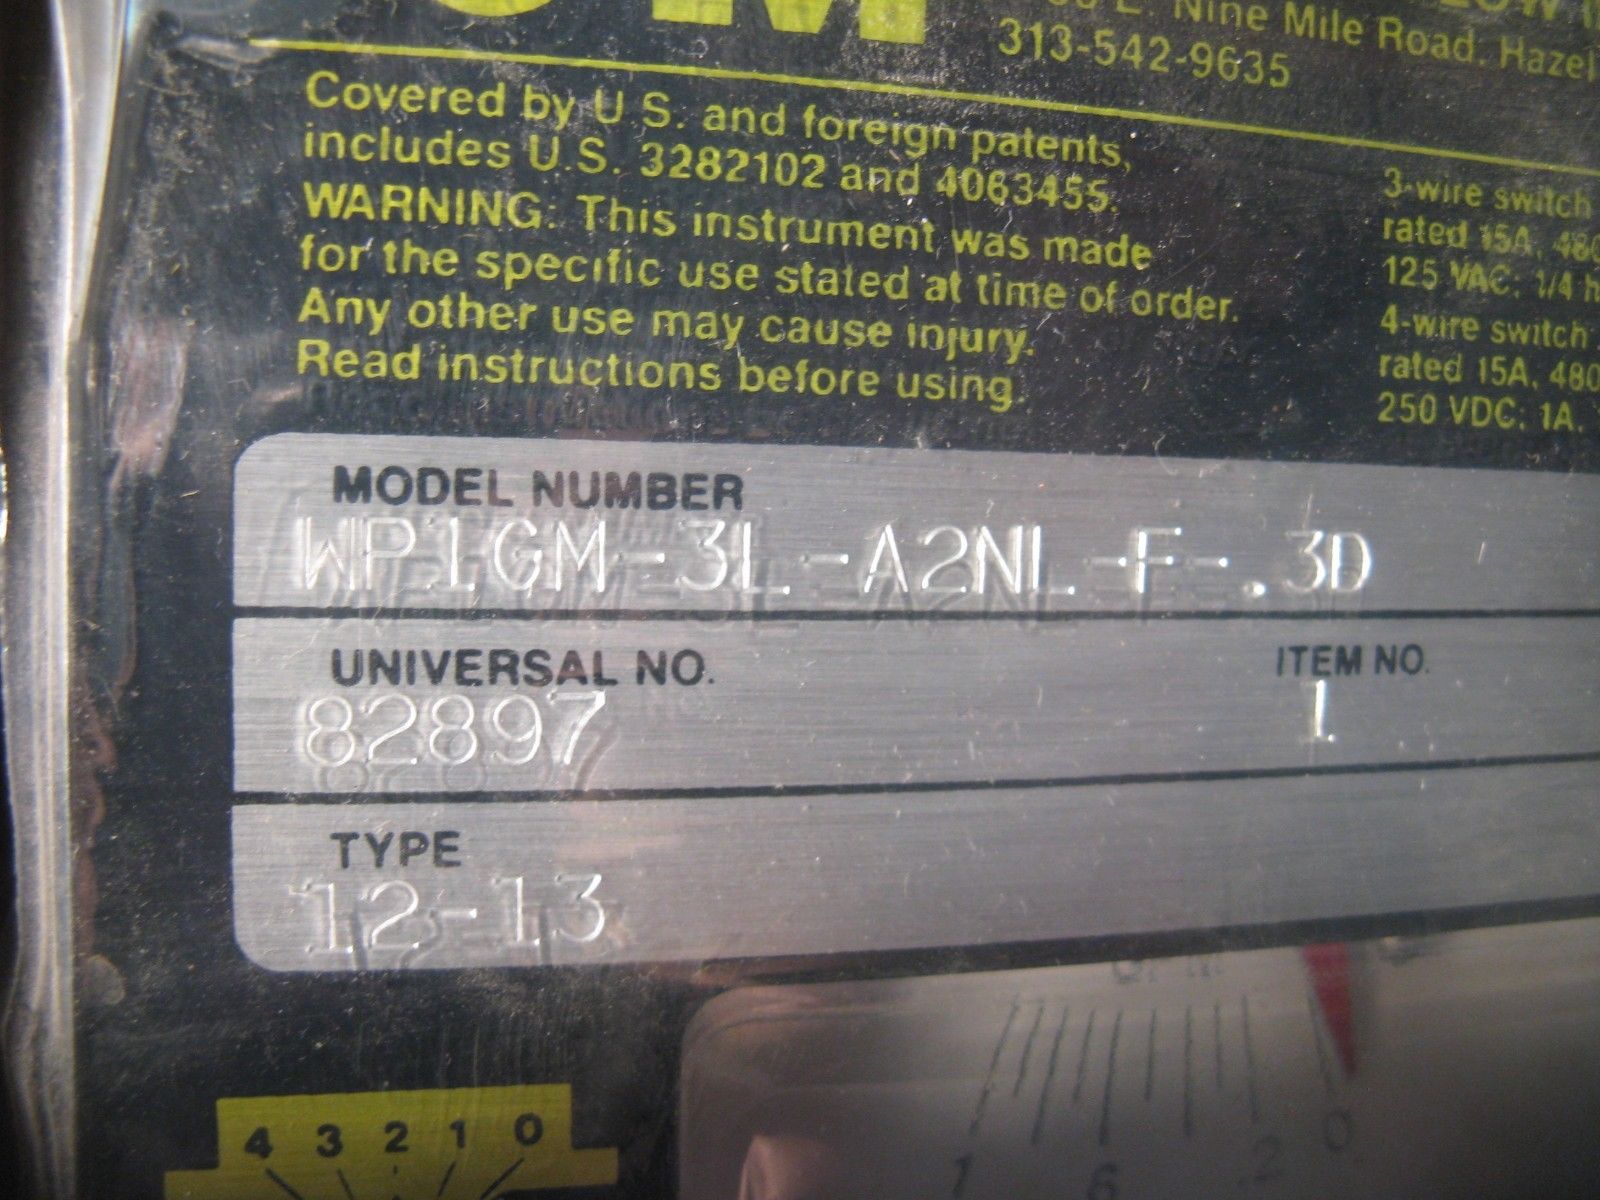 Nine Mile Road. Hazel
313-542-9635
Covered by U.S. and foreign patents,
includes U.S. 3282102 and 4063455.
WARNING: This instrument was made
for the specific use stated at time of order.
Any other use may cause injury.
Read instructions before using.
3-wire switch
rated 15A, 480
125 VAC; 1/4 h
4-wire switch
rated 15A, 480
250 VDC; 1A.
MODEL NUMBER
WP1GM-3L-A2NL-F-.3D
UNIVERSAL NO.
82897
ITEM NO.
1
TYPE
12-13
4 3 2 1 0
1 .6 .2 0